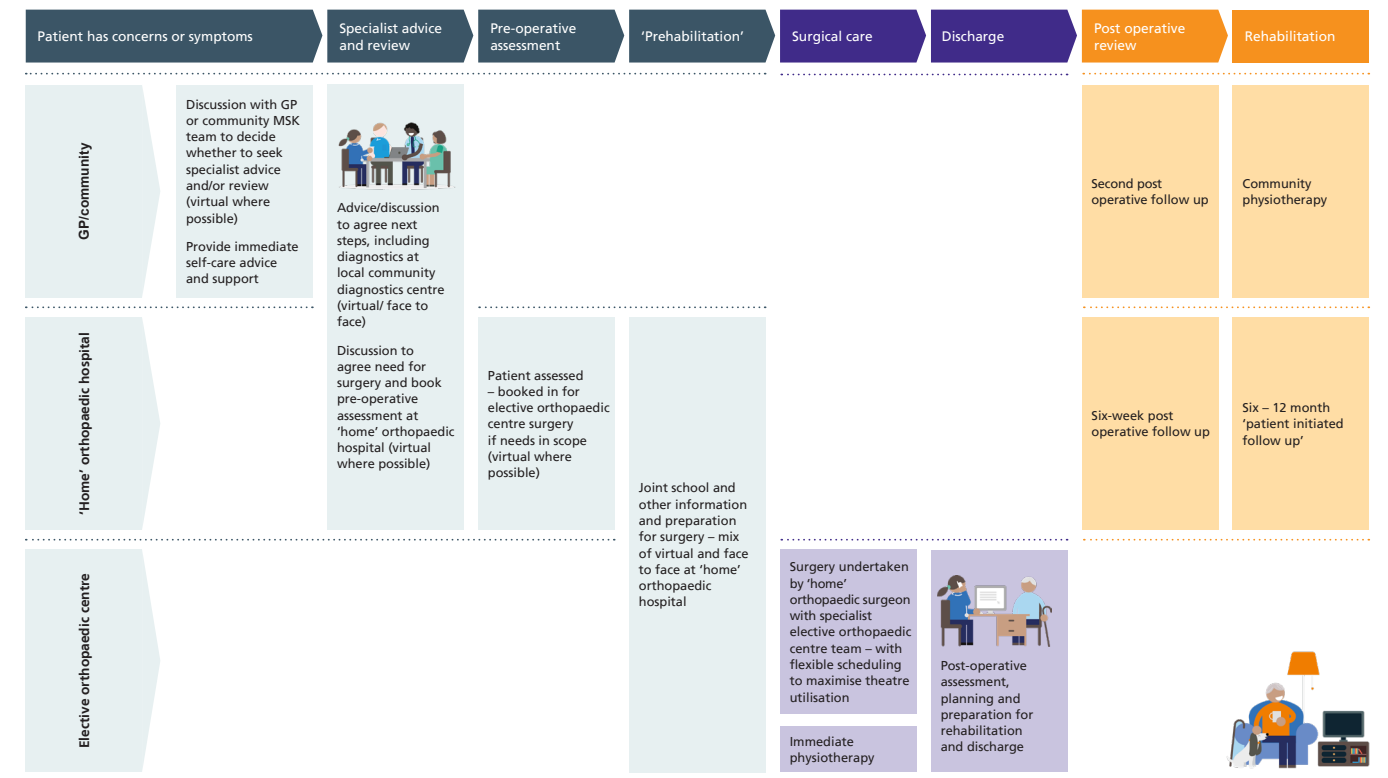 Patient has concerns or symptoms
Specialist advice
and review
Pre-operative
assessment
‘Prehabilitation’
Surgical care
Discharge
Post operative
review
Rehabilitation
GP/community
Discussion with GP
or community MSK
team to decide
whether to seek
specialist advice
and/or review
(virtual where
possible)
Provide immediate
self-care advice
and support
Advice/discussion
to agree next
steps, including
diagnostics at
local community
diagnostics centre
(virtual/ face to
face)
Discussion to
agree need for
surgery and book
pre-operative
assessment at
‘home’ orthopaedic
hospital (virtual
where possible)
Second post
operative follow up
Community
physiotherapy
‘Home’ orthopaedic hospital
Patient assessed
– booked in for
elective orthopaedic
centre surgery
if needs in scope
(virtual where
possible)
Joint school and
other information
and preparation
for surgery – mix
of virtual and face
to face at ‘home’
orthopaedic
hospital
Six-week post
operative follow up
Six – 12 month
‘patient initiated
follow up’
Elective orthopaedic centre
Surgery undertaken
by ‘home’
orthopaedic surgeon
with specialist
elective orthopaedic
centre team – with
flexible scheduling
to maximise theatre
utilisation
Immediate
physiotherapy
Post-operative
assessment,
planning and
preparation for
rehabilitation
and discharge